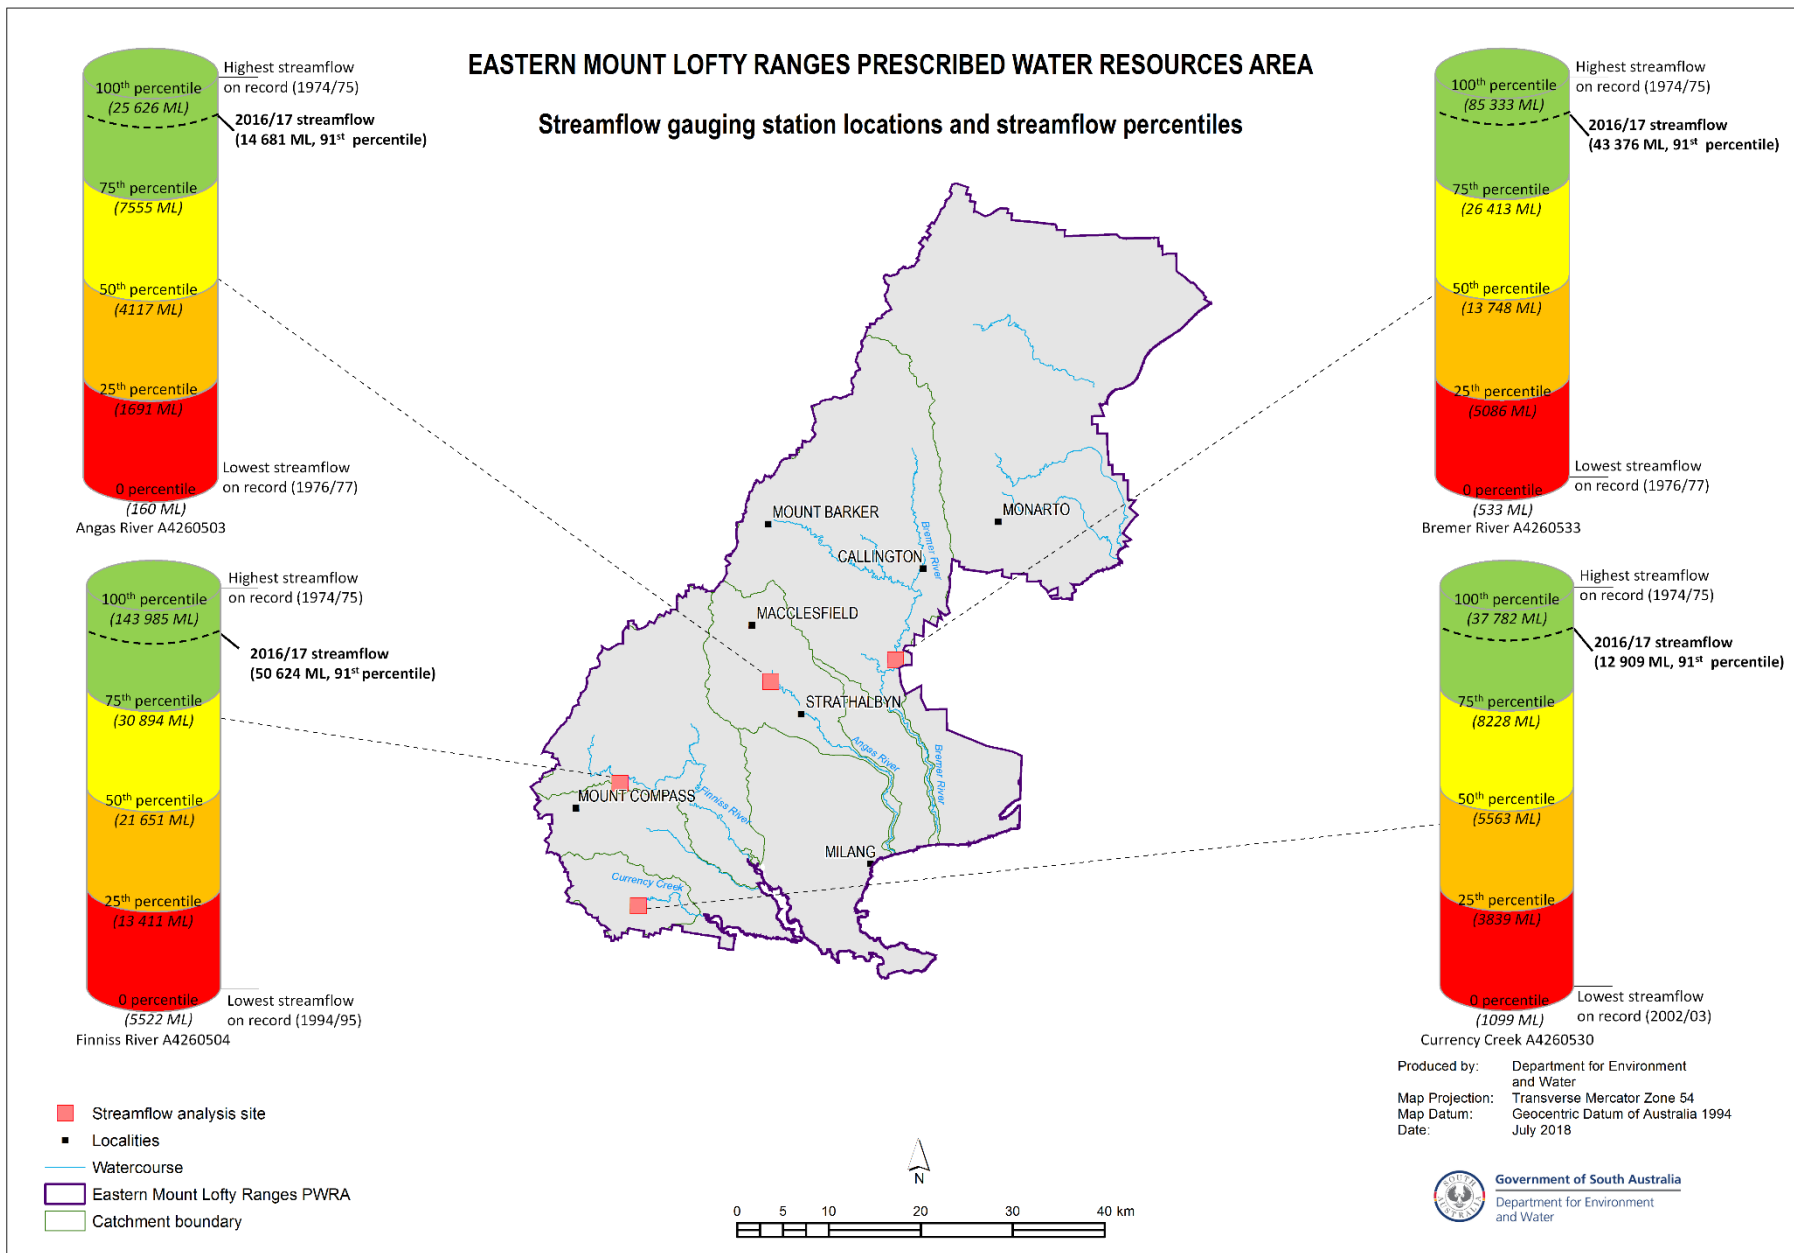 EASTERN MOUNT LOFTY RANGES PRESCRIBED WATER RESOURCES AREA
Streamflow gauging station locations and streamflow percentiles
100th percentile
(25 626 ML)
Highest streamflow
on record (1974/75)
2016/17 streamflow
(14 681 ML, 91st percentile)
75th percentile
(7555 ML)
50th percentile
(4117 ML)
25th percentile
(1691 ML)
Lowest streamflow
on record (1976/77)
0 percentile
(160 ML)
Angas River A4260503
100th percentile
(85 333 ML)
Highest streamflow
on record (1974/75)
2016/17 streamflow
(43 376 ML, 91st percentile)
75th percentile
(26 413 ML)
50th percentile
(13 748 ML)
25th percentile
(5086 ML)
Lowest streamflow
on record (1976/77)
0 percentile
(533 ML)
Bremer River A4260533
100th percentile
(143 985 ML)
Highest streamflow
on record (1974/75)
2016/17 streamflow
(50 624 ML, 91st percentile)
75th percentile
(30 894 ML)
50th percentile
(21 651 ML)
25th percentile
(13 411 ML)
0 percentile
(5522 ML)
Lowest streamflow
on record (1994/95)
Finniss River A4260504
100th percentile
(37 782 ML)
Highest streamflow
on record (1974/75)
2016/17 streamflow
(12 909 ML, 91st percentile)
75th percentile
(8228 ML)
50th percentile
(5563 ML)
25th percentile
(3839 ML)
0 percentile
(1099 ML)
Lowest streamflow
on record (2002/03)
Currency Creek A4260530
MOUNT BARKER
MONARTO
CALLINGTON
Bremer River
MACCLESFIELD
STRATHALBYN
Angas River
Bremer River
MOUNT COMPASS
Finniss River
MILANG
Currency Creek
Streamflow analysis site
Localities
Watercourse
Eastern Mount Lofty Ranges PWRA
Catchment boundary
N
0 5 10 20 30 40 km
Produced by: Department for Environment
and Water
Map Projection: Transverse Mercator Zone 54
Map Datum: Geocentric Datum of Australia 1994
Date: July 2018
SOUTH AUSTRALIA
Government of South Australia
Department for Environment
and Water